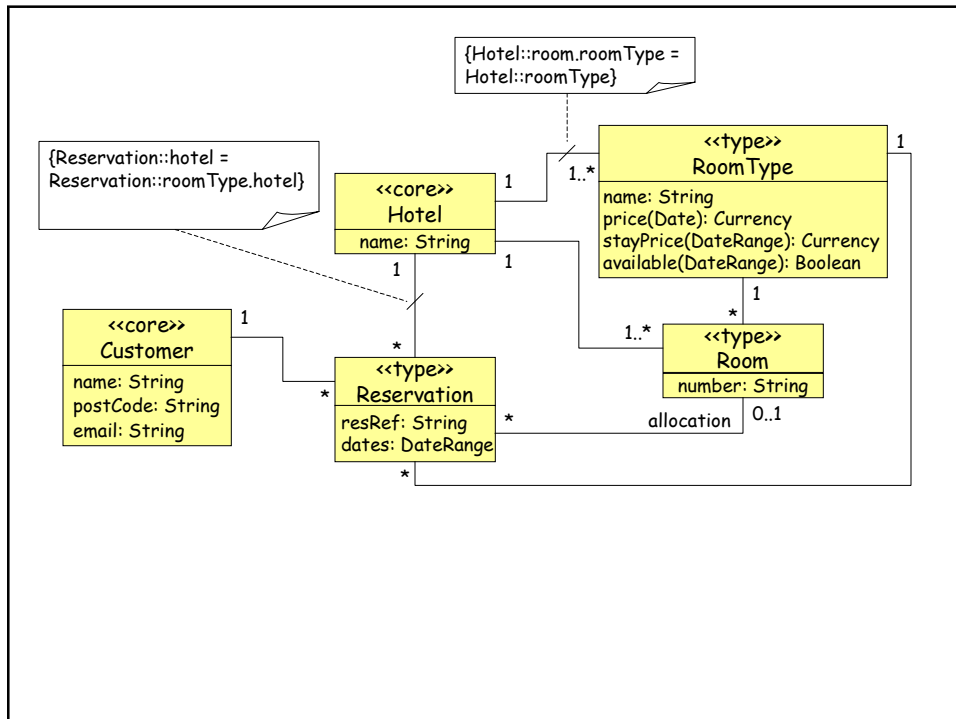 {Hotel::room.roomType =
Hotel::roomType}
{Reservation::hotel =
Reservation::roomType.hotel}
<<type>>
RoomType
name: String
price(Date): Currency
stayPrice(DateRange): Currency
available(DateRange): Boolean
1
1..*
1
<<core>>
Hotel
name: String
1
1
1
*
1..*
<<type>>
Room
number: String
0..1
allocation
<<core>>
Customer
name: String
postCode: String
email: String
1
*
*
<<type>>
Reservation
resRef: String
dates: DateRange
*
*